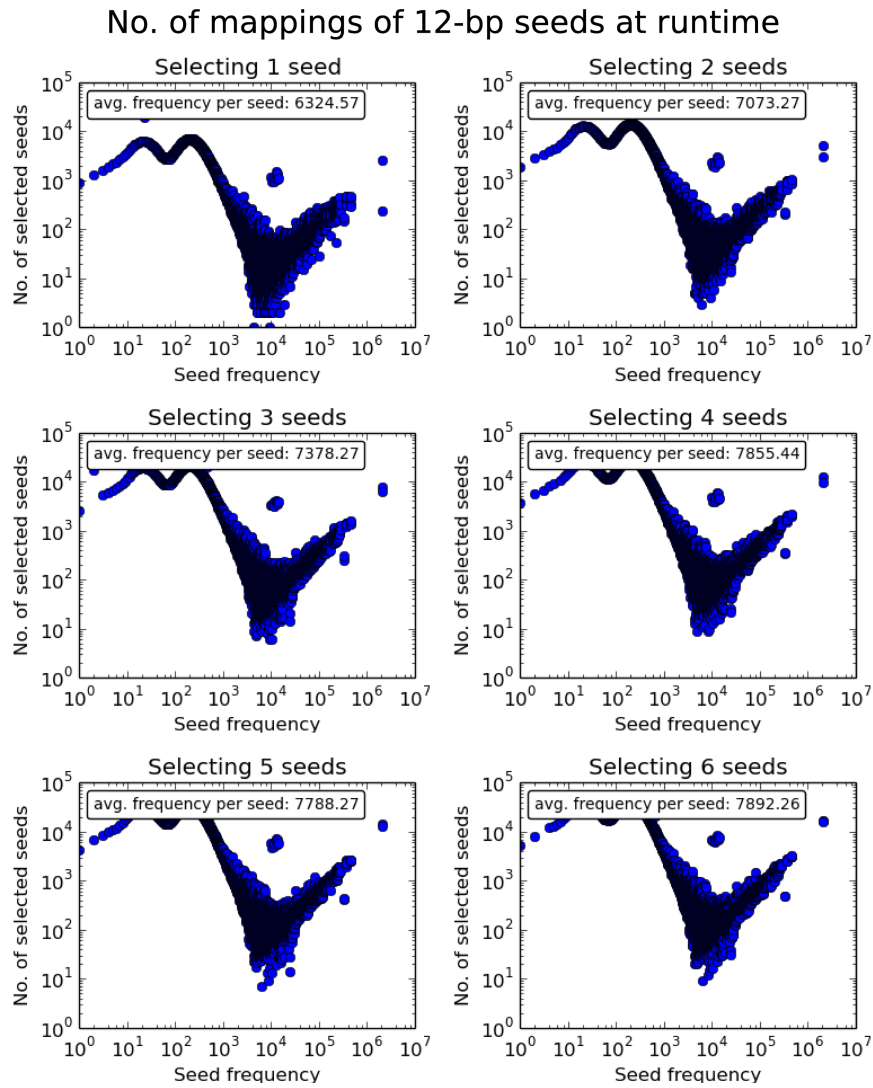 No. of mappings of 12-bp seeds at runtime
Selecting 1 seed
avg. frequency per seed: 6324.57
No. of selected seeds
10^5
10^4
10^3
10^2
10^1
10^0
10^0 10^1 10^2 10^3 10^4 10^5 10^6 10^7
Seed frequency
Selecting 2 seeds
avg. frequency per seed: 7073.27
No. of selected seeds
10^5
10^4
10^3
10^2
10^1
10^0
10^0 10^1 10^2 10^3 10^4 10^5 10^6 10^7
Seed frequency
Selecting 3 seeds
avg. frequency per seed: 7378.27
No. of selected seeds
10^5
10^4
10^3
10^2
10^1
10^0
10^0 10^1 10^2 10^3 10^4 10^5 10^6 10^7
Seed frequency
Selecting 4 seeds
avg. frequency per seed: 7855.44
No. of selected seeds
10^5
10^4
10^3
10^2
10^1
10^0
10^0 10^1 10^2 10^3 10^4 10^5 10^6 10^7
Seed frequency
Selecting 5 seeds
avg. frequency per seed: 7788.27
No. of selected seeds
10^5
10^4
10^3
10^2
10^1
10^0
10^0 10^1 10^2 10^3 10^4 10^5 10^6 10^7
Seed frequency
Selecting 6 seeds
avg. frequency per seed: 7892.26
No. of selected seeds
10^5
10^4
10^3
10^2
10^1
10^0
10^0 10^1 10^2 10^3 10^4 10^5 10^6 10^7
Seed frequency